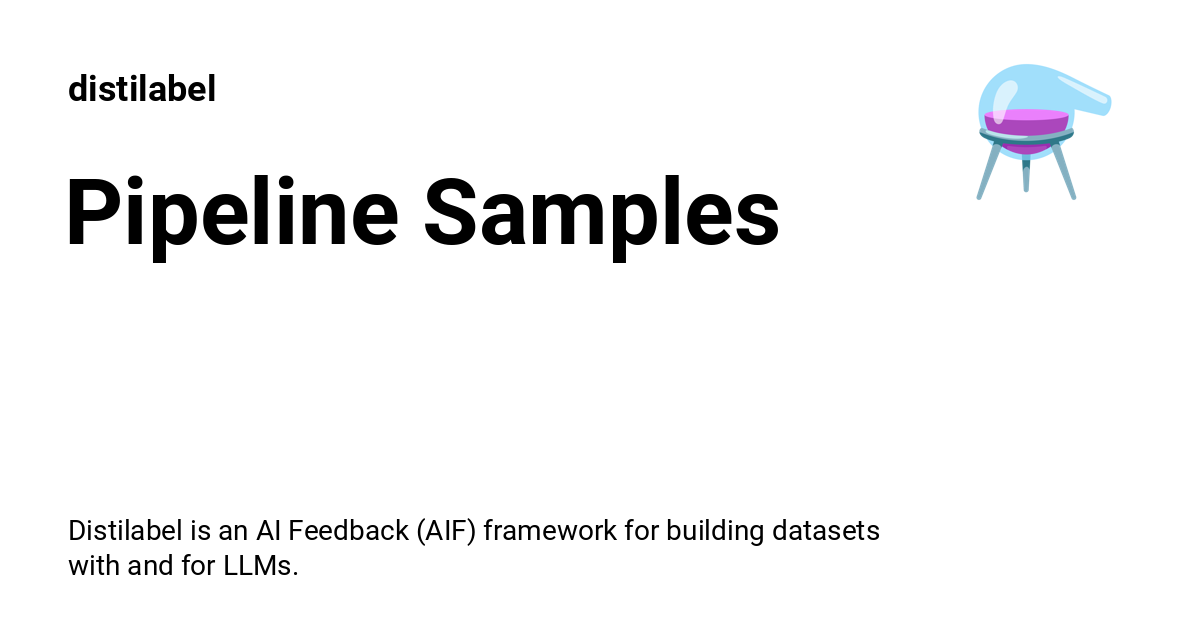 distilabel
Pipeline Samples
Distilabel is an AI Feedback (AIF) framework for building datasets
with and for LLMs.